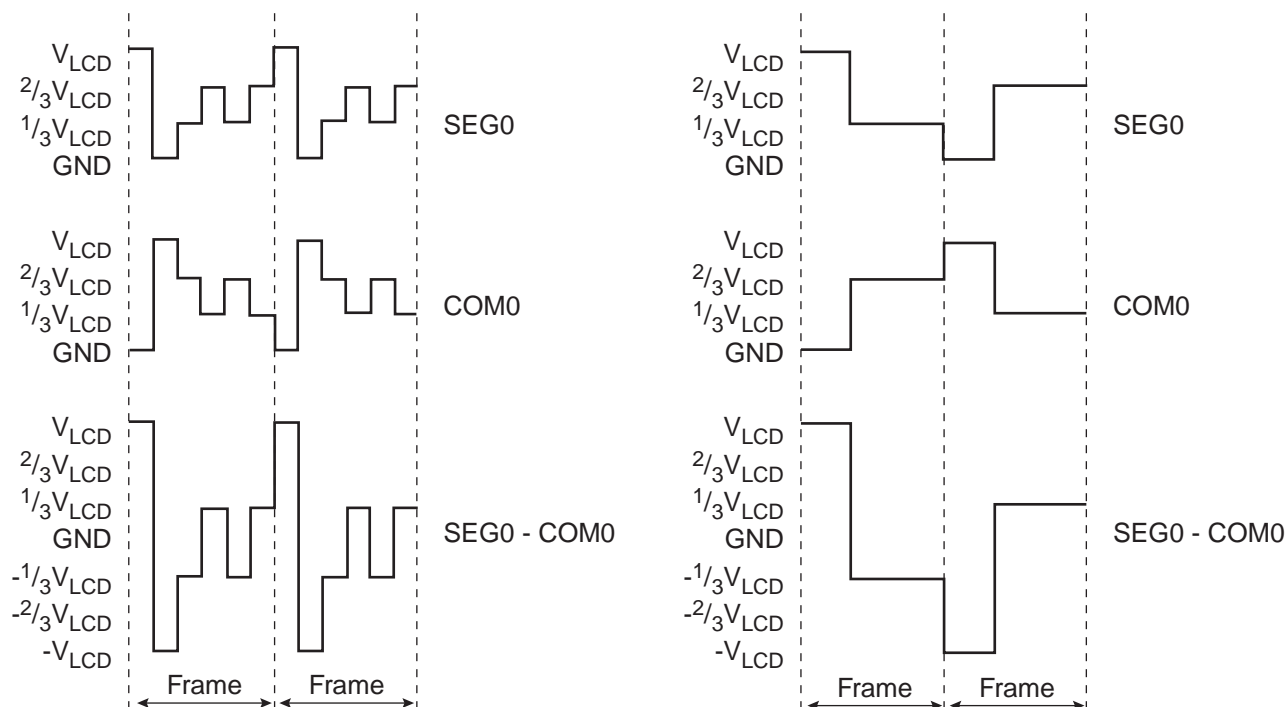 V_LCD
2/3V_LCD
1/3V_LCD
GND
SEG0
V_LCD
2/3V_LCD
1/3V_LCD
GND
COM0
V_LCD
2/3V_LCD
1/3V_LCD
GND
-1/3V_LCD
-2/3V_LCD
-V_LCD
SEG0 - COM0
Frame
Frame
V_LCD
2/3V_LCD
1/3V_LCD
GND
SEG0
V_LCD
2/3V_LCD
1/3V_LCD
GND
COM0
V_LCD
2/3V_LCD
1/3V_LCD
GND
-1/3V_LCD
-2/3V_LCD
-V_LCD
SEG0 - COM0
Frame
Frame